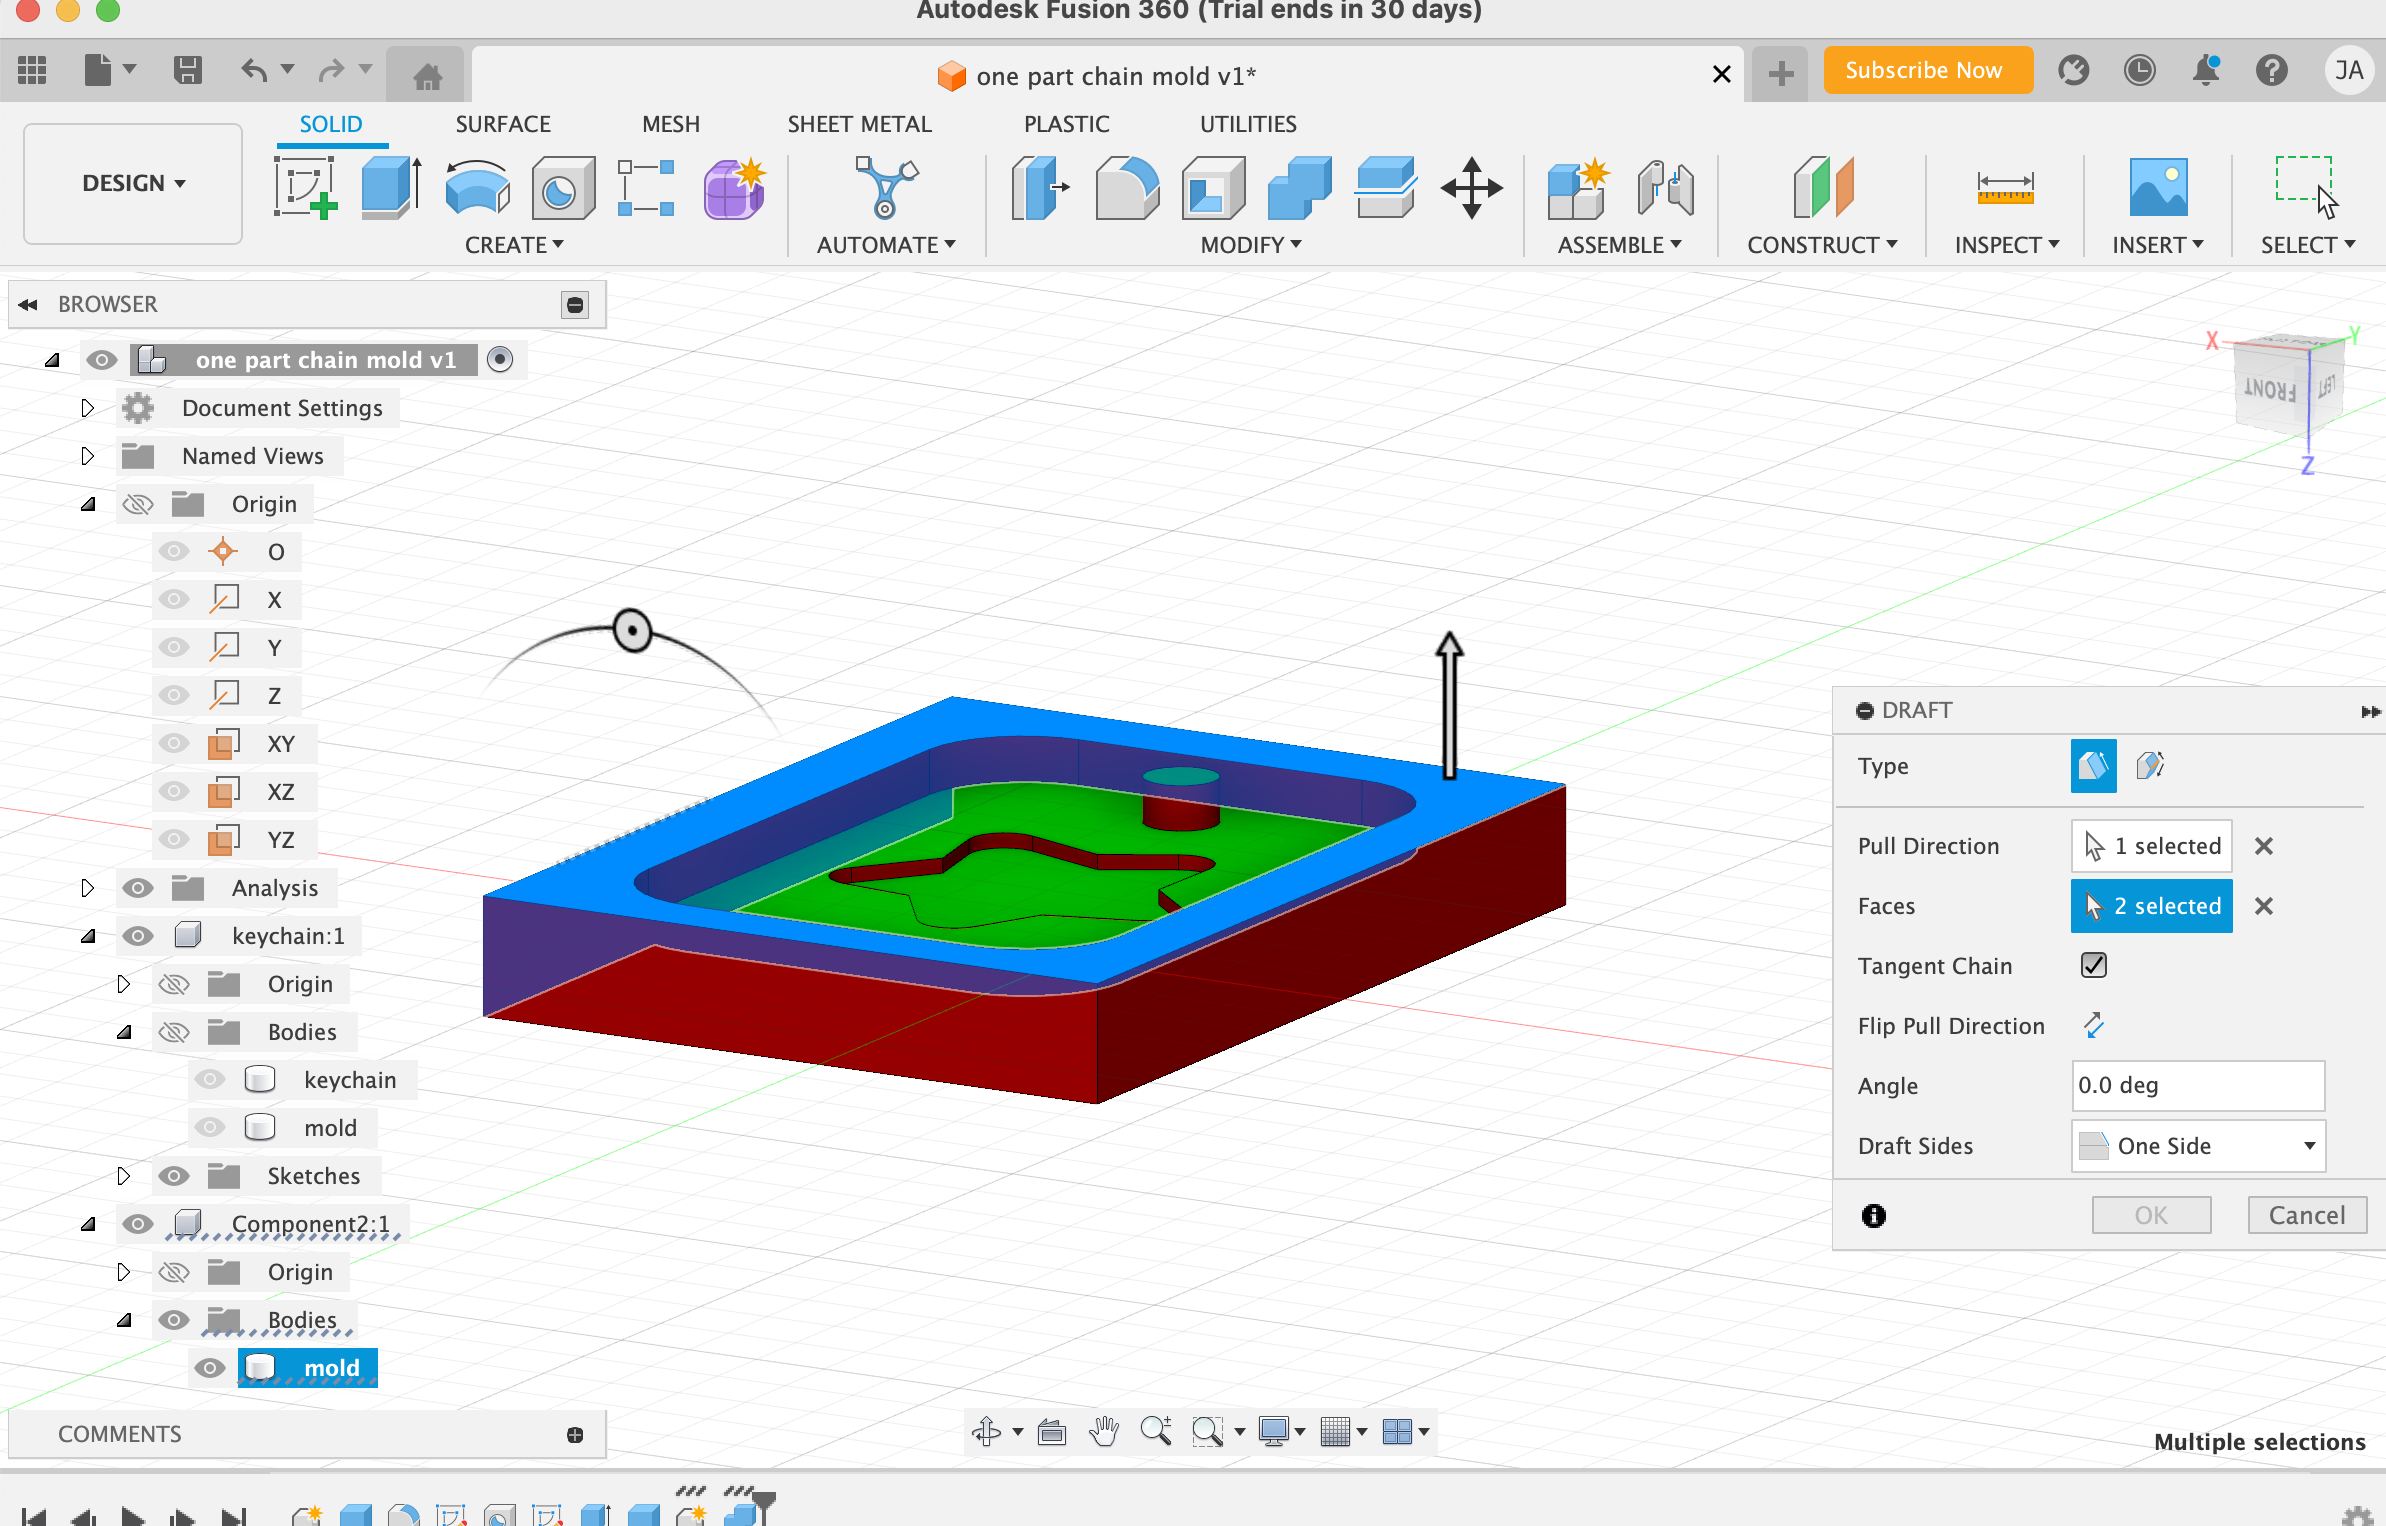 Autodesk Fusion 360 (Trial ends in 30 days)
one part chain mold v1*
Subscribe Now
JA
SOLID
SURFACE
MESH
SHEET METAL
PLASTIC
UTILITIES
DESIGN
CREATE
AUTOMATE
MODIFY
ASSEMBLE
CONSTRUCT
INSPECT
INSERT
SELECT
BROWSER
one part chain mold v1
Document Settings
Named Views
Origin
O
X
Y
Z
XY
XZ
YZ
Analysis
keychain:1
Origin
Bodies
keychain
mold
Sketches
Component2:1
Origin
Bodies
mold
X
Y
FRONT
LEFT
Z
DRAFT
Type
Pull Direction
1 selected
Faces
2 selected
Tangent Chain
Flip Pull Direction
Angle
0.0 deg
Draft Sides
One Side
OK
Cancel
COMMENTS
Multiple selections